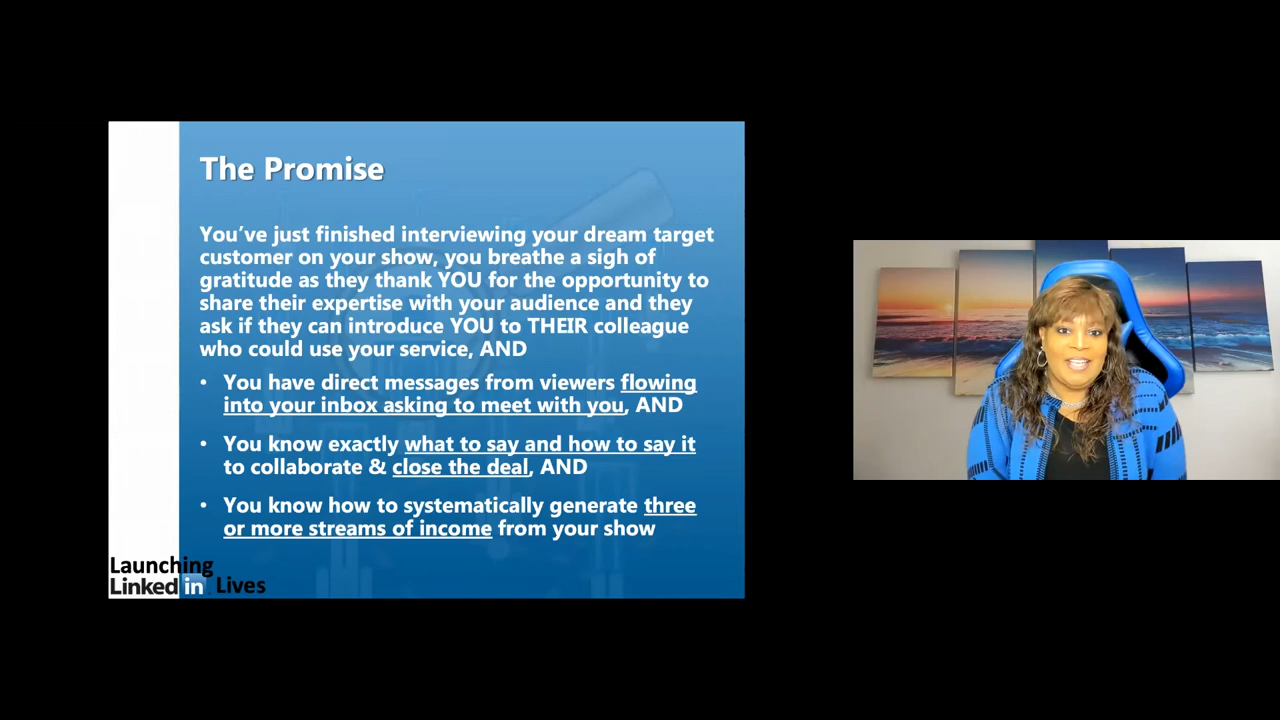 The Promise
You've just finished interviewing your dream target
customer on your show, you breathe a sigh of
gratitude as they thank YOU for the opportunity to
share their expertise with your audience and they
ask if they can introduce YOU to THEIR colleague
who could use your service, AND
• You have direct messages from viewers flowing
into your inbox asking to meet with you, AND
• You know exactly what to say and how to say it
to collaborate & close the deal, AND
• You know how to systematically generate three
or more streams of income from your show
Launching
Linked in Lives